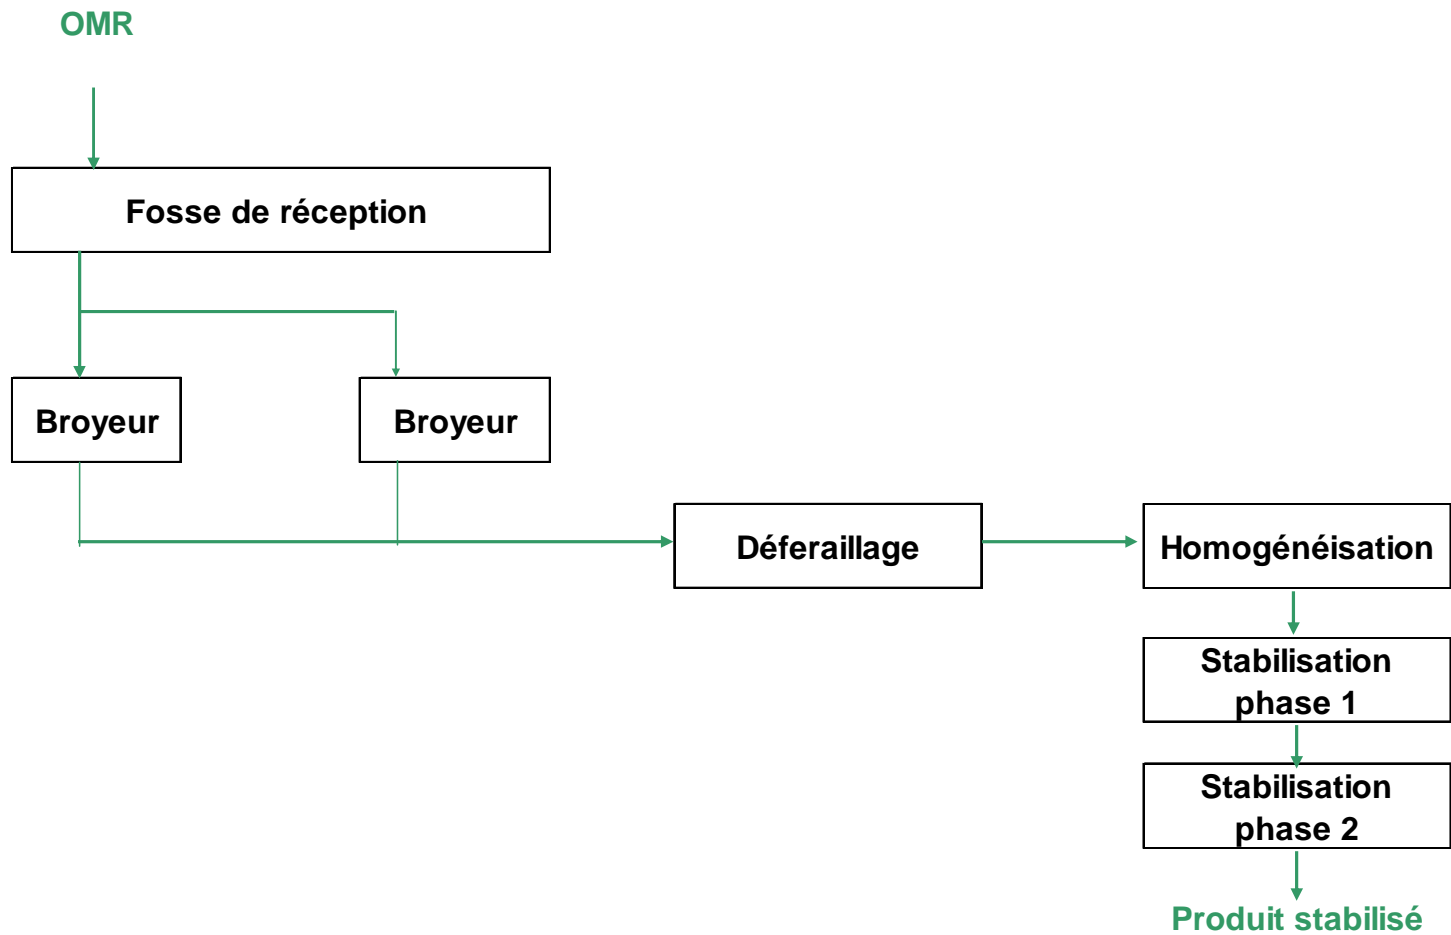 OMR
Fosse de réception
Broyeur
Broyeur
Déferaillage
Homogénéisation
Stabilisation
phase 1
Stabilisation
phase 2
Produit stabilisé